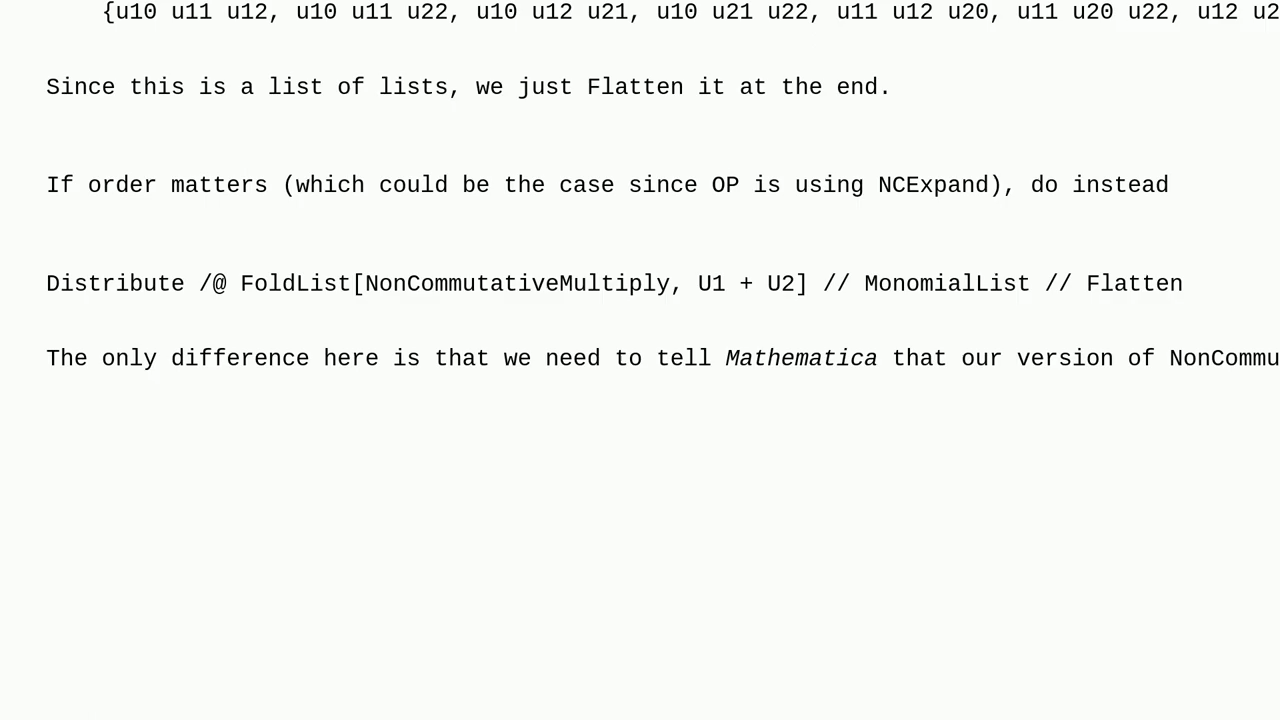 {u10 u11 u12, u10 u11 u22, u10 u12 u21, u10 u21 u22, u11 u12 u20, u11 u20 u22, u12
Since this is a list of lists, we just Flatten it at the end.
If order matters (which could be the case since OP is using NCExpand), do instead
Distribute /@ FoldList[NonCommutativeMultiply, U1 + U2] // MonomialList // Flatten
The only difference here is that we need to tell Mathematica that our version of